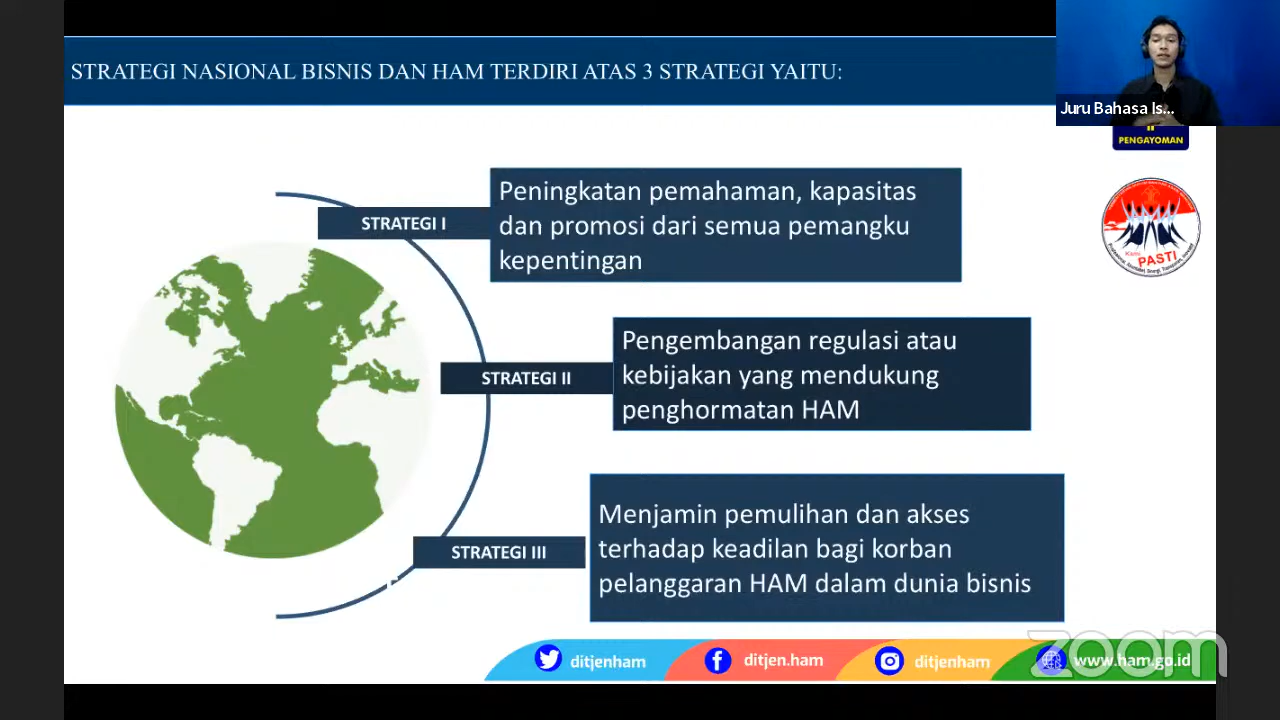 STRATEGI NASIONAL BISNIS DAN HAM TERDIRI ATAS 3 STRATEGI YAITU:
Juru Bahasa Is...
PENGAYOMAN
STRATEGI I
Peningkatan pemahaman, kapasitas
dan promosi dari semua pemangku
kepentingan
Kami
PASTI
STRATEGI II
Pengembangan regulasi atau
kebijakan yang mendukung
penghormatan HAM
STRATEGI III
Menjamin pemulihan dan akses
terhadap keadilan bagi korban
pelanggaran HAM dalam dunia bisnis
ditjenham
ditjen.ham
ditjenham
www.ham.go.id
zoom